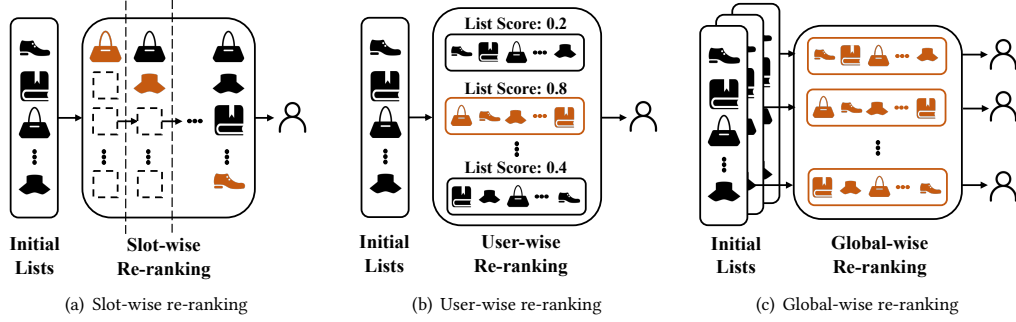 Initial
Lists
Slot-wise
Re-ranking
(a) Slot-wise re-ranking
List Score: 0.2
List Score: 0.8
List Score: 0.4
Initial
Lists
User-wise
Re-ranking
(b) User-wise re-ranking
Initial
Lists
Global-wise
Re-ranking
(c) Global-wise re-ranking